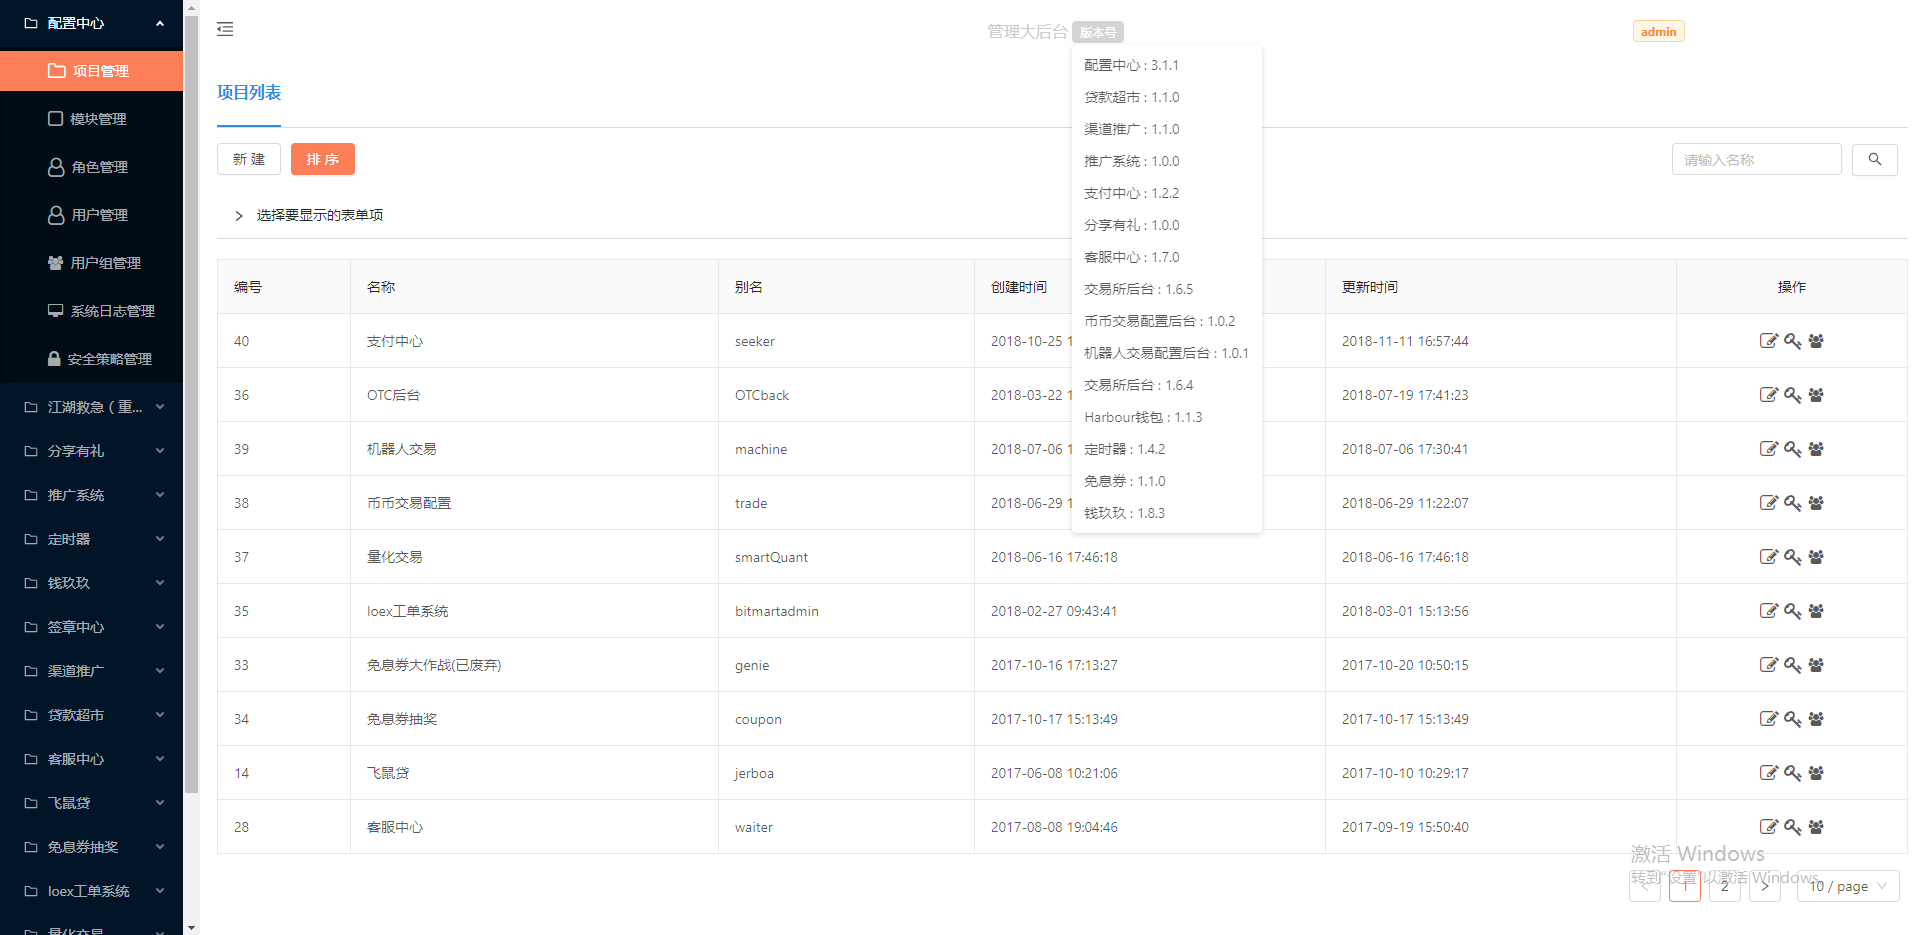 配置中心
项目管理
模块管理
角色管理
用户管理
用户组管理
系统日志管理
安全策略管理
江湖救急 ( 重...
分享有礼
推广系统
定时器
钱玖玖
签章中心
渠道推广
贷款超市
客服中心
飞鼠贷
免息券抽奖
loex工单系统
量化交易
管理大后台 版本号
admin
配置中心 : 3.1.1
贷款超市 : 1.1.0
渠道推广 : 1.1.0
推广系统 : 1.0.0
支付中心 : 1.2.2
分享有礼 : 1.0.0
客服中心 : 1.7.0
交易所后台 : 1.6.5
币币交易配置后台 : 1.0.2
机器人交易配置后台 : 1.0.1
交易所后台 : 1.6.4
Harbour钱包 : 1.1.3
定时器 : 1.4.2
免息券 : 1.1.0
钱玖玖 : 1.8.3
项目列表
新 建 排 序 请输入名称
选择要显示的表单项
编号 名称 别名 创建时间 更新时间 操作
40 支付中心 seeker 2018-10-25 1 2018-11-11 16:57:44
36 OTC后台 OTCback 2018-03-22 1 2018-07-19 17:41:23
39 机器人交易 machine 2018-07-06 1 2018-07-06 17:30:41
38 币币交易配置 trade 2018-06-29 1 2018-06-29 11:22:07
37 量化交易 smartQuant 2018-06-16 17:46:18 2018-06-16 17:46:18
35 loex工单系统 bitmartadmin 2018-02-27 09:43:41 2018-03-01 15:13:56
33 免息券大作战(已废弃) genie 2017-10-16 17:13:27 2017-10-20 10:50:15
34 免息券抽奖 coupon 2017-10-17 15:13:49 2017-10-17 15:13:49
14 飞鼠贷 jerboa 2017-06-08 10:21:06 2017-10-10 10:29:17
28 客服中心 waiter 2017-08-08 19:04:46 2017-09-19 15:50:40
激活 Windows
转到"设置"以激活 Windows。
1 2 10 / page